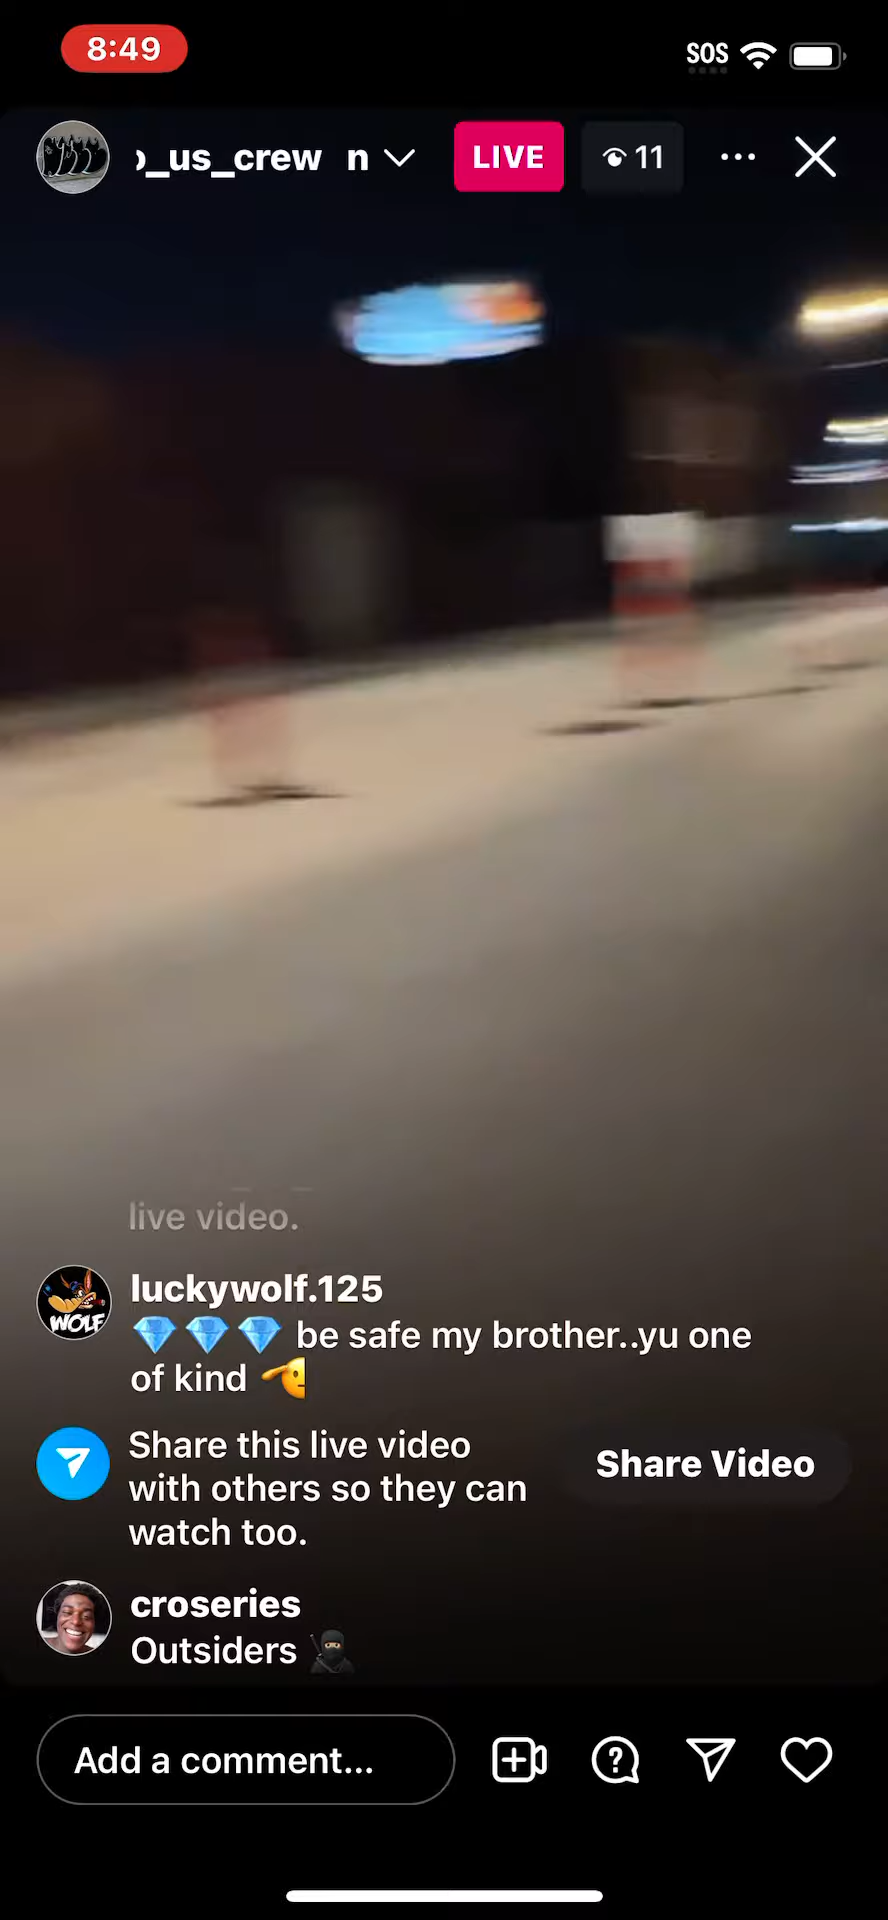 8:49
SOS
_us_crew n
LIVE
11
live video.
luckywolf.125
💎💎💎 be safe my brother..yu one
of kind 🫡
Share this live video
with others so they can
watch too.
Share Video
WOLF
croseries
Outsiders 🥷🏿
Add a comment...